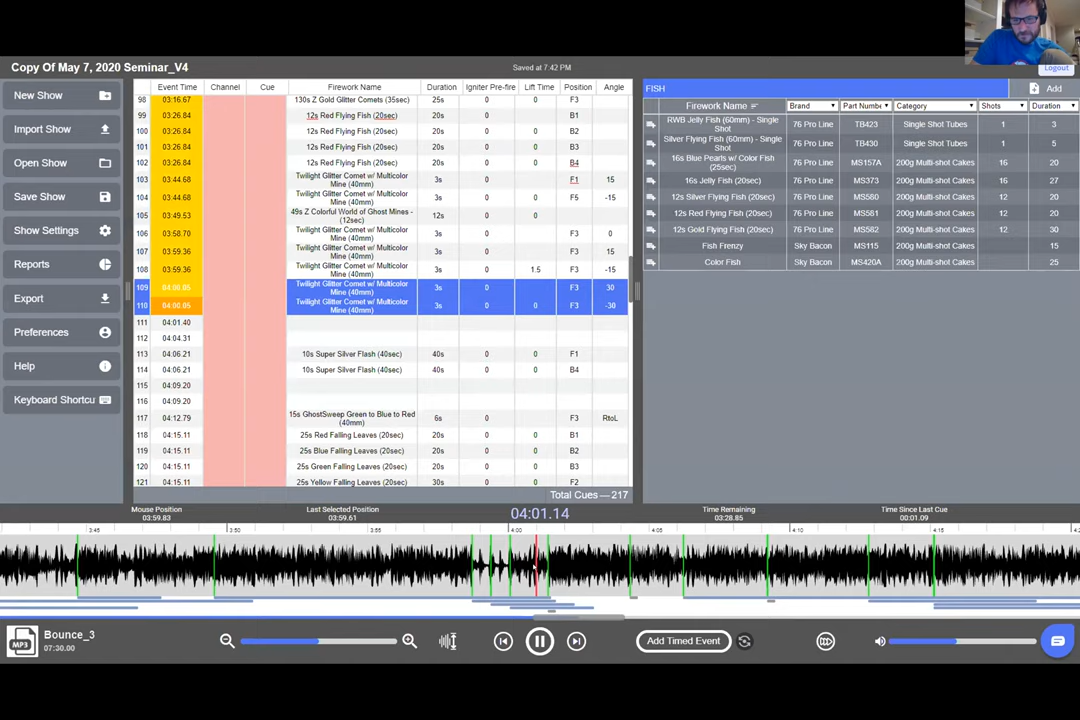 Copy Of May 7, 2020 Seminar_V4
Saved at 7:42 PM
Logout
New Show
Import Show
Open Show
Save Show
Show Settings
Reports
Export
Preferences
Help
Keyboard Shortcu
Event Time Channel Cue Firework Name Duration Igniter Pre-fire Lift Time Position Angle
98 03:16.67 130s Z Gold Glitter Comets (35sec) 25s 0 0 F3
99 03:26.84 12s Red Flying Fish (20sec) 20s 0 0 B1
100 03:26.84 12s Red Flying Fish (20sec) 20s 0 0 B2
101 03:26.84 12s Red Flying Fish (20sec) 20s 0 0 B3
102 03:26.84 12s Red Flying Fish (20sec) 20s 0 0 B4
103 03:44.68 Twilight Glitter Comet w/ Multicolor Mine (40mm) 3s 0 0 F1 15
104 03:44.68 Twilight Glitter Comet w/ Multicolor Mine (40mm) 3s 0 0 F5 -15
105 03:49.53 49s Z Colorful World of Ghost Mines - (12sec) 12s 0 0
106 03:58.70 Twilight Glitter Comet w/ Multicolor Mine (40mm) 3s 0 0 F3 0
107 03:59.36 Twilight Glitter Comet w/ Multicolor Mine (40mm) 3s 0 0 F3 15
108 03:59.36 Twilight Glitter Comet w/ Multicolor Mine (40mm) 3s 0 1.5 F3 -15
109 04:00.05 Twilight Glitter Comet w/ Multicolor Mine (40mm) 3s 0 0 F3 30
110 04:00.05 Twilight Glitter Comet w/ Multicolor Mine (40mm) 3s 0 0 F3 -30
111 04:01.40
112 04:04.31
113 04:06.21 10s Super Silver Flash (40sec) 40s 0 0 F1
114 04:06.21 10s Super Silver Flash (40sec) 40s 0 0 B4
115 04:09.20
116 04:09.20
117 04:12.79 15s GhostSweep Green to Blue to Red (40mm) 6s 0 0 F3 RtoL
118 04:15.11 25s Red Falling Leaves (20sec) 20s 0 0 B1
119 04:15.11 25s Blue Falling Leaves (20sec) 20s 0 0 B2
120 04:15.11 25s Green Falling Leaves (20sec) 20s 0 0 B3
121 04:15.11 25s Yellow Falling Leaves (20sec) 30s 0 0 F2
Total Cues — 217
FISH
Add
Firework Name Brand Part Numbe Category Shots Duration
RWB Jelly Fish (60mm) - Single Shot 76 Pro Line TB423 Single Shot Tubes 1 3
Silver Flying Fish (60mm) - Single Shot 76 Pro Line TB430 Single Shot Tubes 1 5
16s Blue Pearls w/ Color Fish (25sec) 76 Pro Line MS157A 200g Multi-shot Cakes 16 20
16s Jelly Fish (20sec) 76 Pro Line MS373 200g Multi-shot Cakes 16 27
12s Silver Flying Fish (20sec) 76 Pro Line MS580 200g Multi-shot Cakes 12 20
12s Red Flying Fish (20sec) 76 Pro Line MS581 200g Multi-shot Cakes 12 20
12s Gold Flying Fish (20sec) 76 Pro Line MS582 200g Multi-shot Cakes 12 30
Fish Frenzy Sky Bacon MS115 200g Multi-shot Cakes 15
Color Fish Sky Bacon MS420A 200g Multi-shot Cakes 25
Mouse Position
03:59.83
Last Selected Position
03:59.61
04:01.14
Time Remaining
03:28.85
Time Since Last Cue
00:01.09
3:45 3:50 3:55 4:00 4:05 4:10 4:15 4:2
MP3
Bounce_3
07:30.00
Add Timed Event